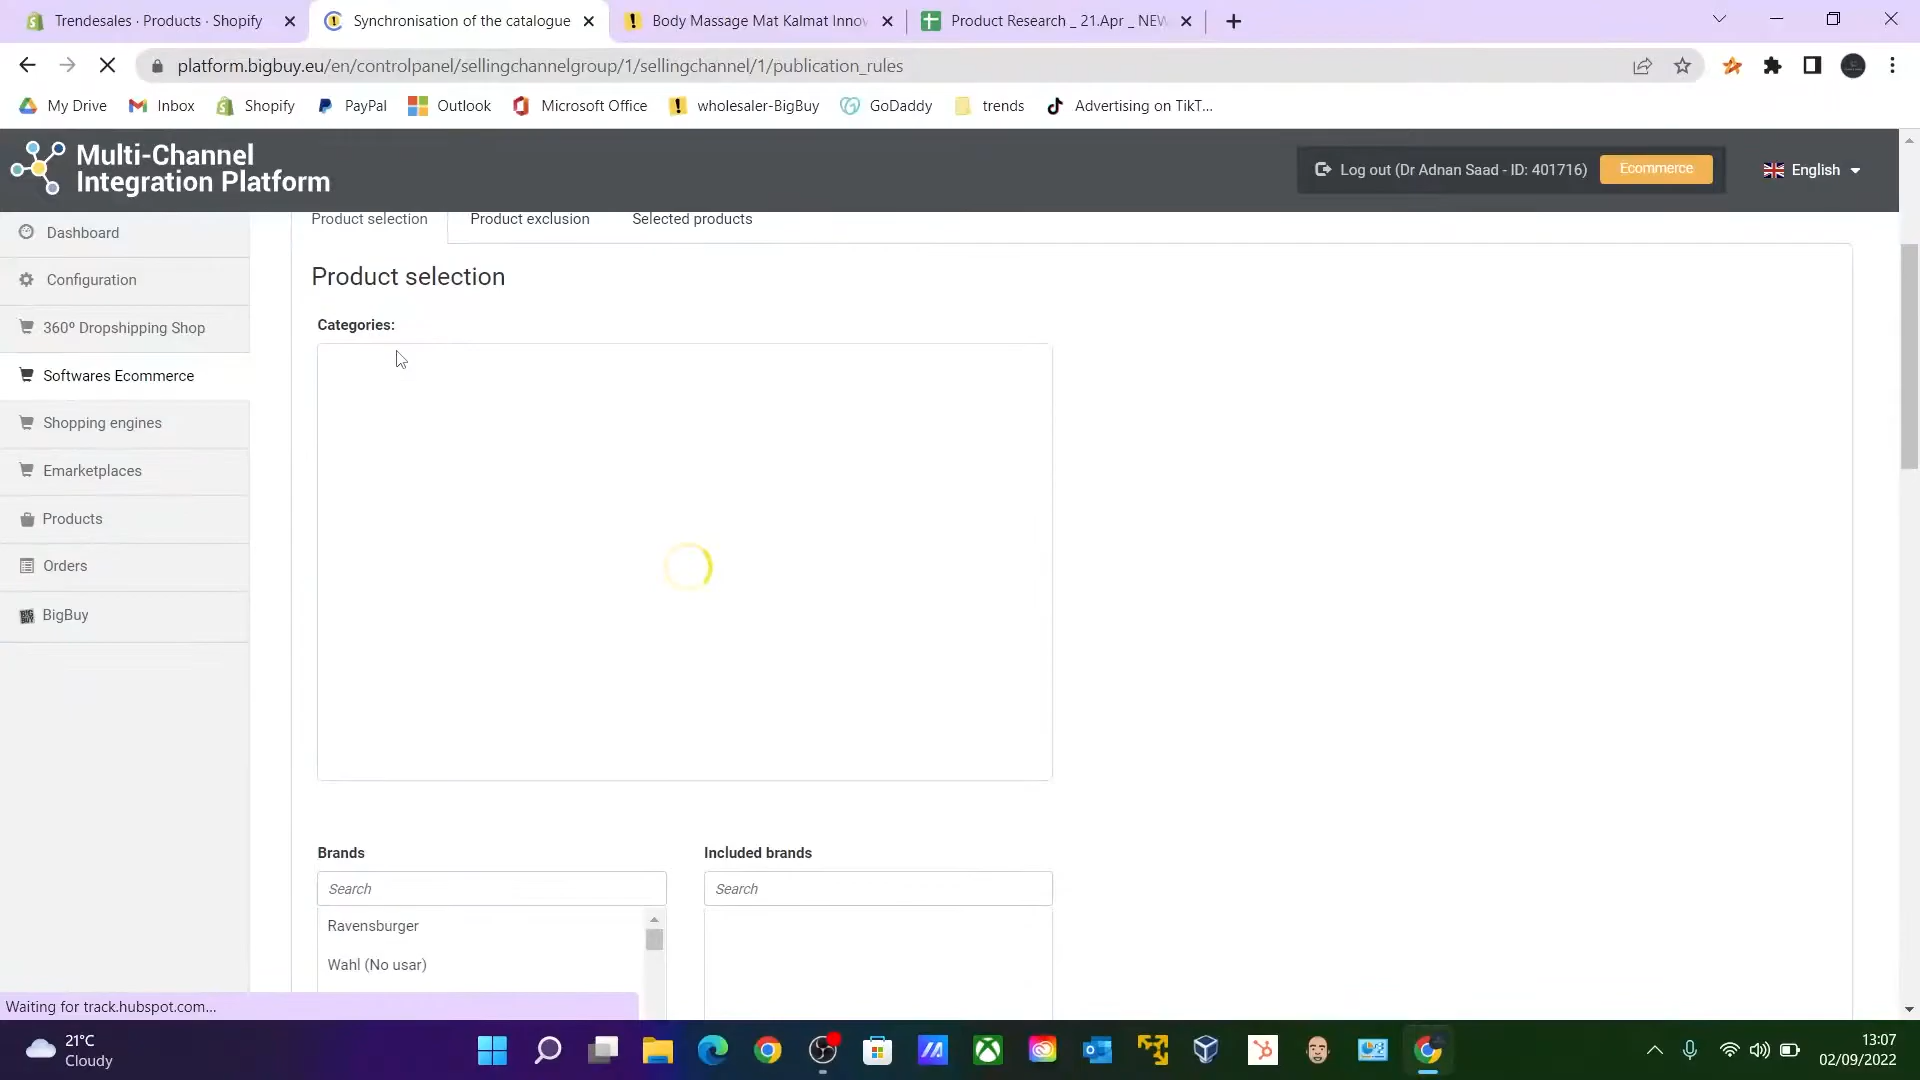 Trendesales · Products · Shopify
Synchronisation of the catalogue
Body Massage Mat Kalmat Innov
Product Research _ 21.Apr _ NEW
platform.bigbuy.eu/en/controlpanel/sellingchannelgroup/1/sellingchannel/1/publication_rules
My Drive
Inbox
Shopify
PayPal
Outlook
Microsoft Office
wholesaler-BigBuy
GoDaddy
trends
Advertising on TikT...
Multi-Channel
Integration Platform
Log out (Dr Adnan Saad - ID: 401716)
Ecommerce
English
Dashboard
Configuration
360º Dropshipping Shop
Softwares Ecommerce
Shopping engines
Emarketplaces
Products
Orders
BigBuy
Product selection
Product exclusion
Selected products
Product selection
Categories:
Brands
Included brands
Search
Search
Ravensburger
Wahl (No usar)
Waiting for track.hubspot.com...
21°C
Cloudy
13:07
02/09/2022